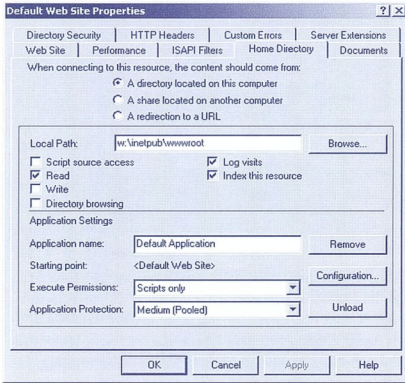 Default Web Site Properties ? X
Directory Security HTTP Headers Custom Errors Server Extensions
Web Site Performance ISAPI Filters Home Directory Documents
When connecting to this resource, the content should come from:
A directory located on this computer
A share located on another computer
A redirection to a URL
Local Path: w:\inetpub\wwwroot Browse...
Script source access Log visits
Read Index this resource
Write
Directory browsing
Application Settings
Application name: Default Application Remove
Starting point: <Default Web Site>
Configuration...
Execute Permissions: Scripts only
Application Protection: Medium (Pooled) Unload
OK Cancel Apply Help